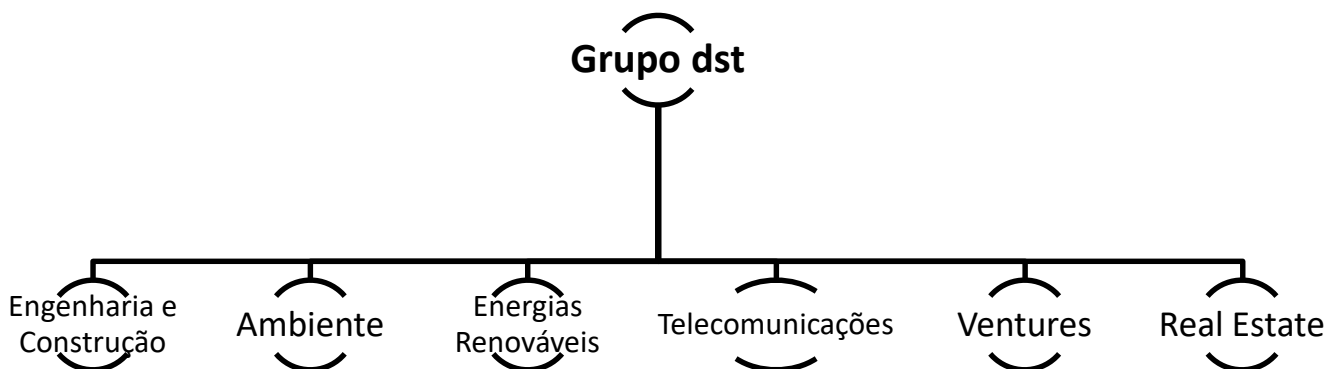 Grupo dst
Engenharia e
Construção
Ambiente
Energias
Renováveis
Telecomunicações
Ventures
Real Estate